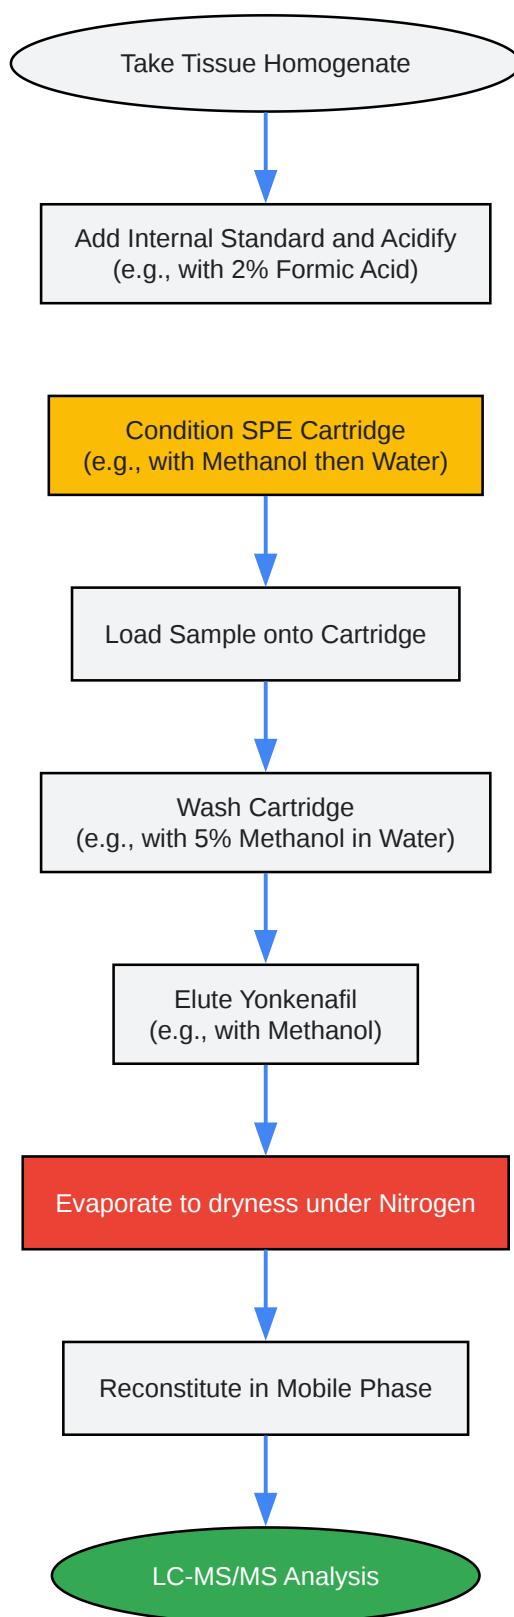 Take Tissue Homogenate
Add Internal Standard and Acidify
(e.g., with 2% Formic Acid)
Condition SPE Cartridge
(e.g., with Methanol then Water)
Load Sample onto Cartridge
Wash Cartridge
(e.g., with 5% Methanol in Water)
Elute Yonkenafil
(e.g., with Methanol)
Evaporate to dryness under Nitrogen
Reconstitute in Mobile Phase
LC-MS/MS Analysis